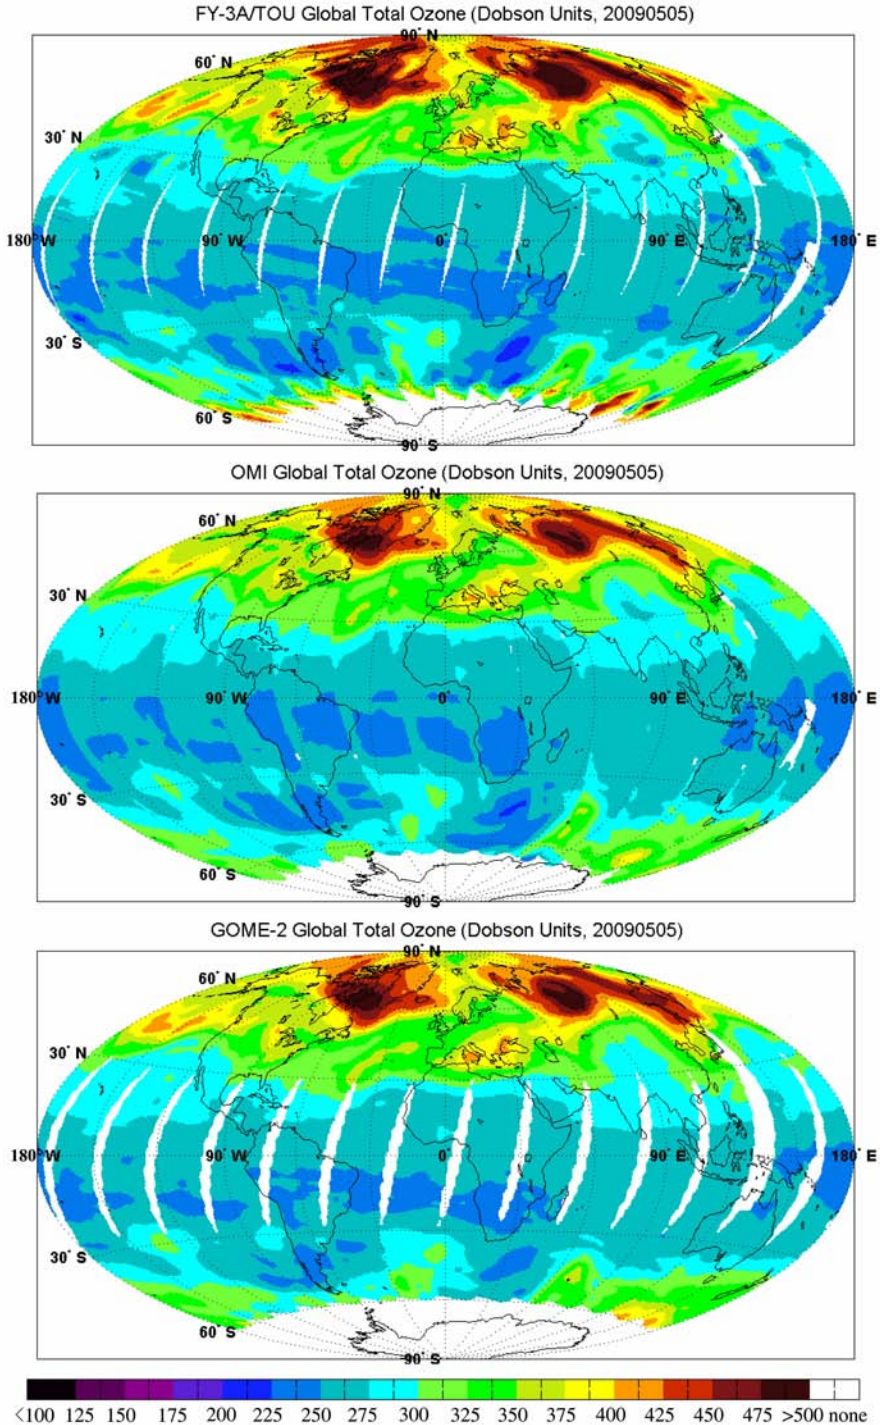 FY-3A/TOU Global Total Ozone (Dobson Units, 20090505)
90° N
60° N
30° N
180° W 90° W 0° 90° E 180° E
30° S
60° S
90° S
OMI Global Total Ozone (Dobson Units, 20090505)
90° N
60° N
30° N
180° W 90° W 0° 90° E 180° E
30° S
60° S
90° S
GOME-2 Global Total Ozone (Dobson Units, 20090505)
90° N
60° N
30° N
180° W 90° W 0° 90° E 180° E
30° S
60° S
90° S
<100 125 150 175 200 225 250 275 290 300 325 350 375 400 425 450 475 >500 none